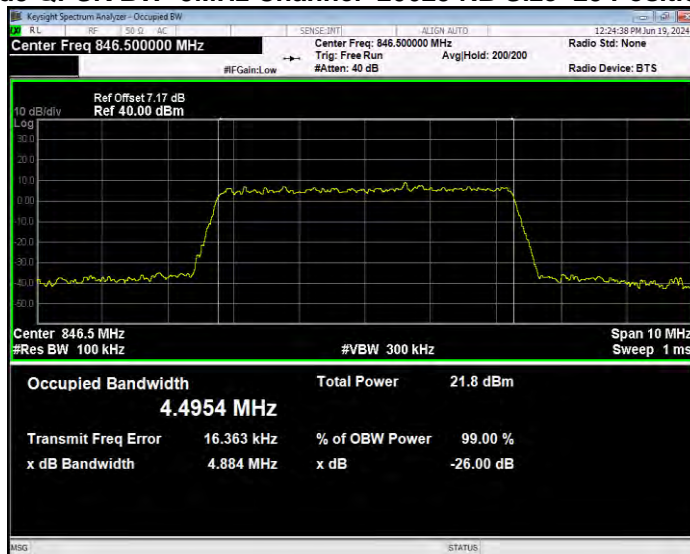 Keysight Spectrum Analyzer - Occupied BW
RL RF 50 Ω AC SENSE:INT ALIGN AUTO 12:24:38 PM Jun 19, 2024
Center Freq 846.500000 MHz
Center Freq: 846.500000 MHz Radio Std: None
Trig: Free Run Avg|Hold: 200/200
#IFGain:Low #Atten: 40 dB Radio Device: BTS
Ref Offset 7.17 dB
10 dB/div Ref 40.00 dBm
Log
30.0
20.0
10.0
0.00
-10.0
-20.0
-30.0
-40.0
-50.0
Center 846.5 MHz Span 10 MHz
#Res BW 100 kHz #VBW 300 kHz Sweep 1 ms
Occupied Bandwidth Total Power 21.8 dBm
4.4954 MHz
Transmit Freq Error 16.363 kHz % of OBW Power 99.00 %
x dB Bandwidth 4.884 MHz x dB -26.00 dB
MSG STATUS